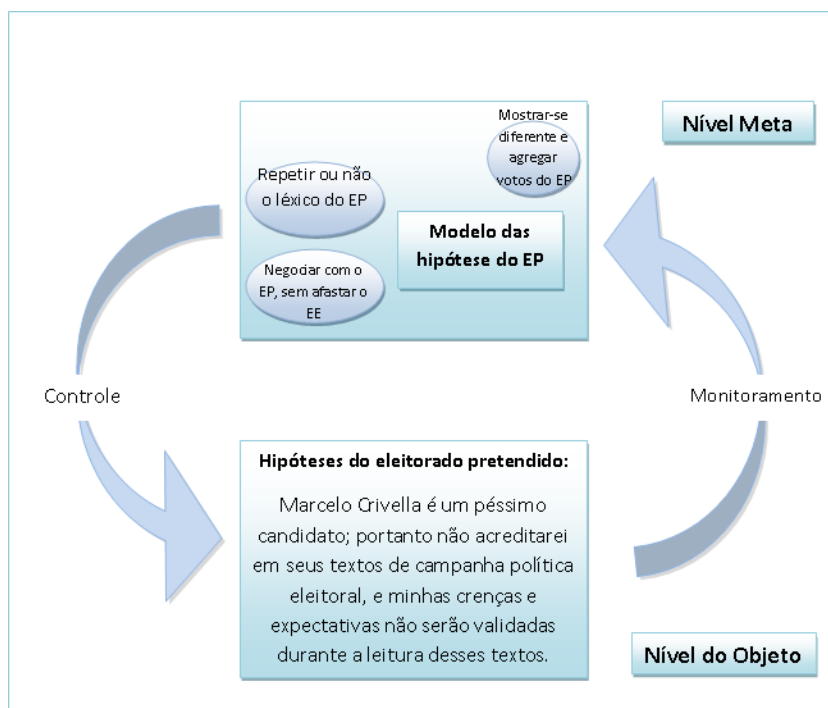 Mostrar-se
diferente e
agregar
votos do EP
Nível Meta
Repetir ou não
o léxico do EP
Modelo das
hipótese do EP
Negociar com o
EP, sem afastar o
EE
Controle
Monitoramento
Hipóteses do eleitorado pretendido:
Marcelo Crivella é um péssimo
candidato; portanto não acreditarei
em seus textos de campanha política
eleitoral, e minhas crenças e
expectativas não serão validadas
durante a leitura desses textos.
Nível do Objeto